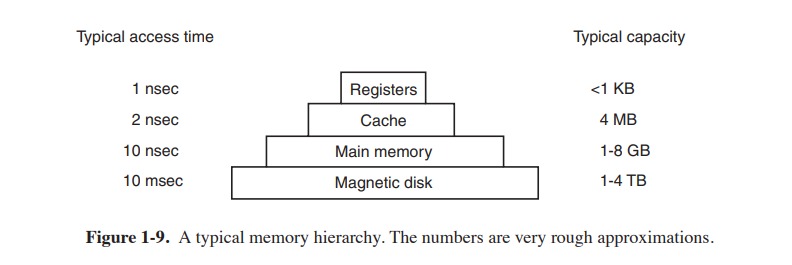 Typical access time Typical capacity
1 nsec Registers <1 KB
2 nsec Cache 4 MB
10 nsec Main memory 1-8 GB
10 msec Magnetic disk 1-4 TB
Figure 1-9. A typical memory hierarchy. The numbers are very rough approximations.